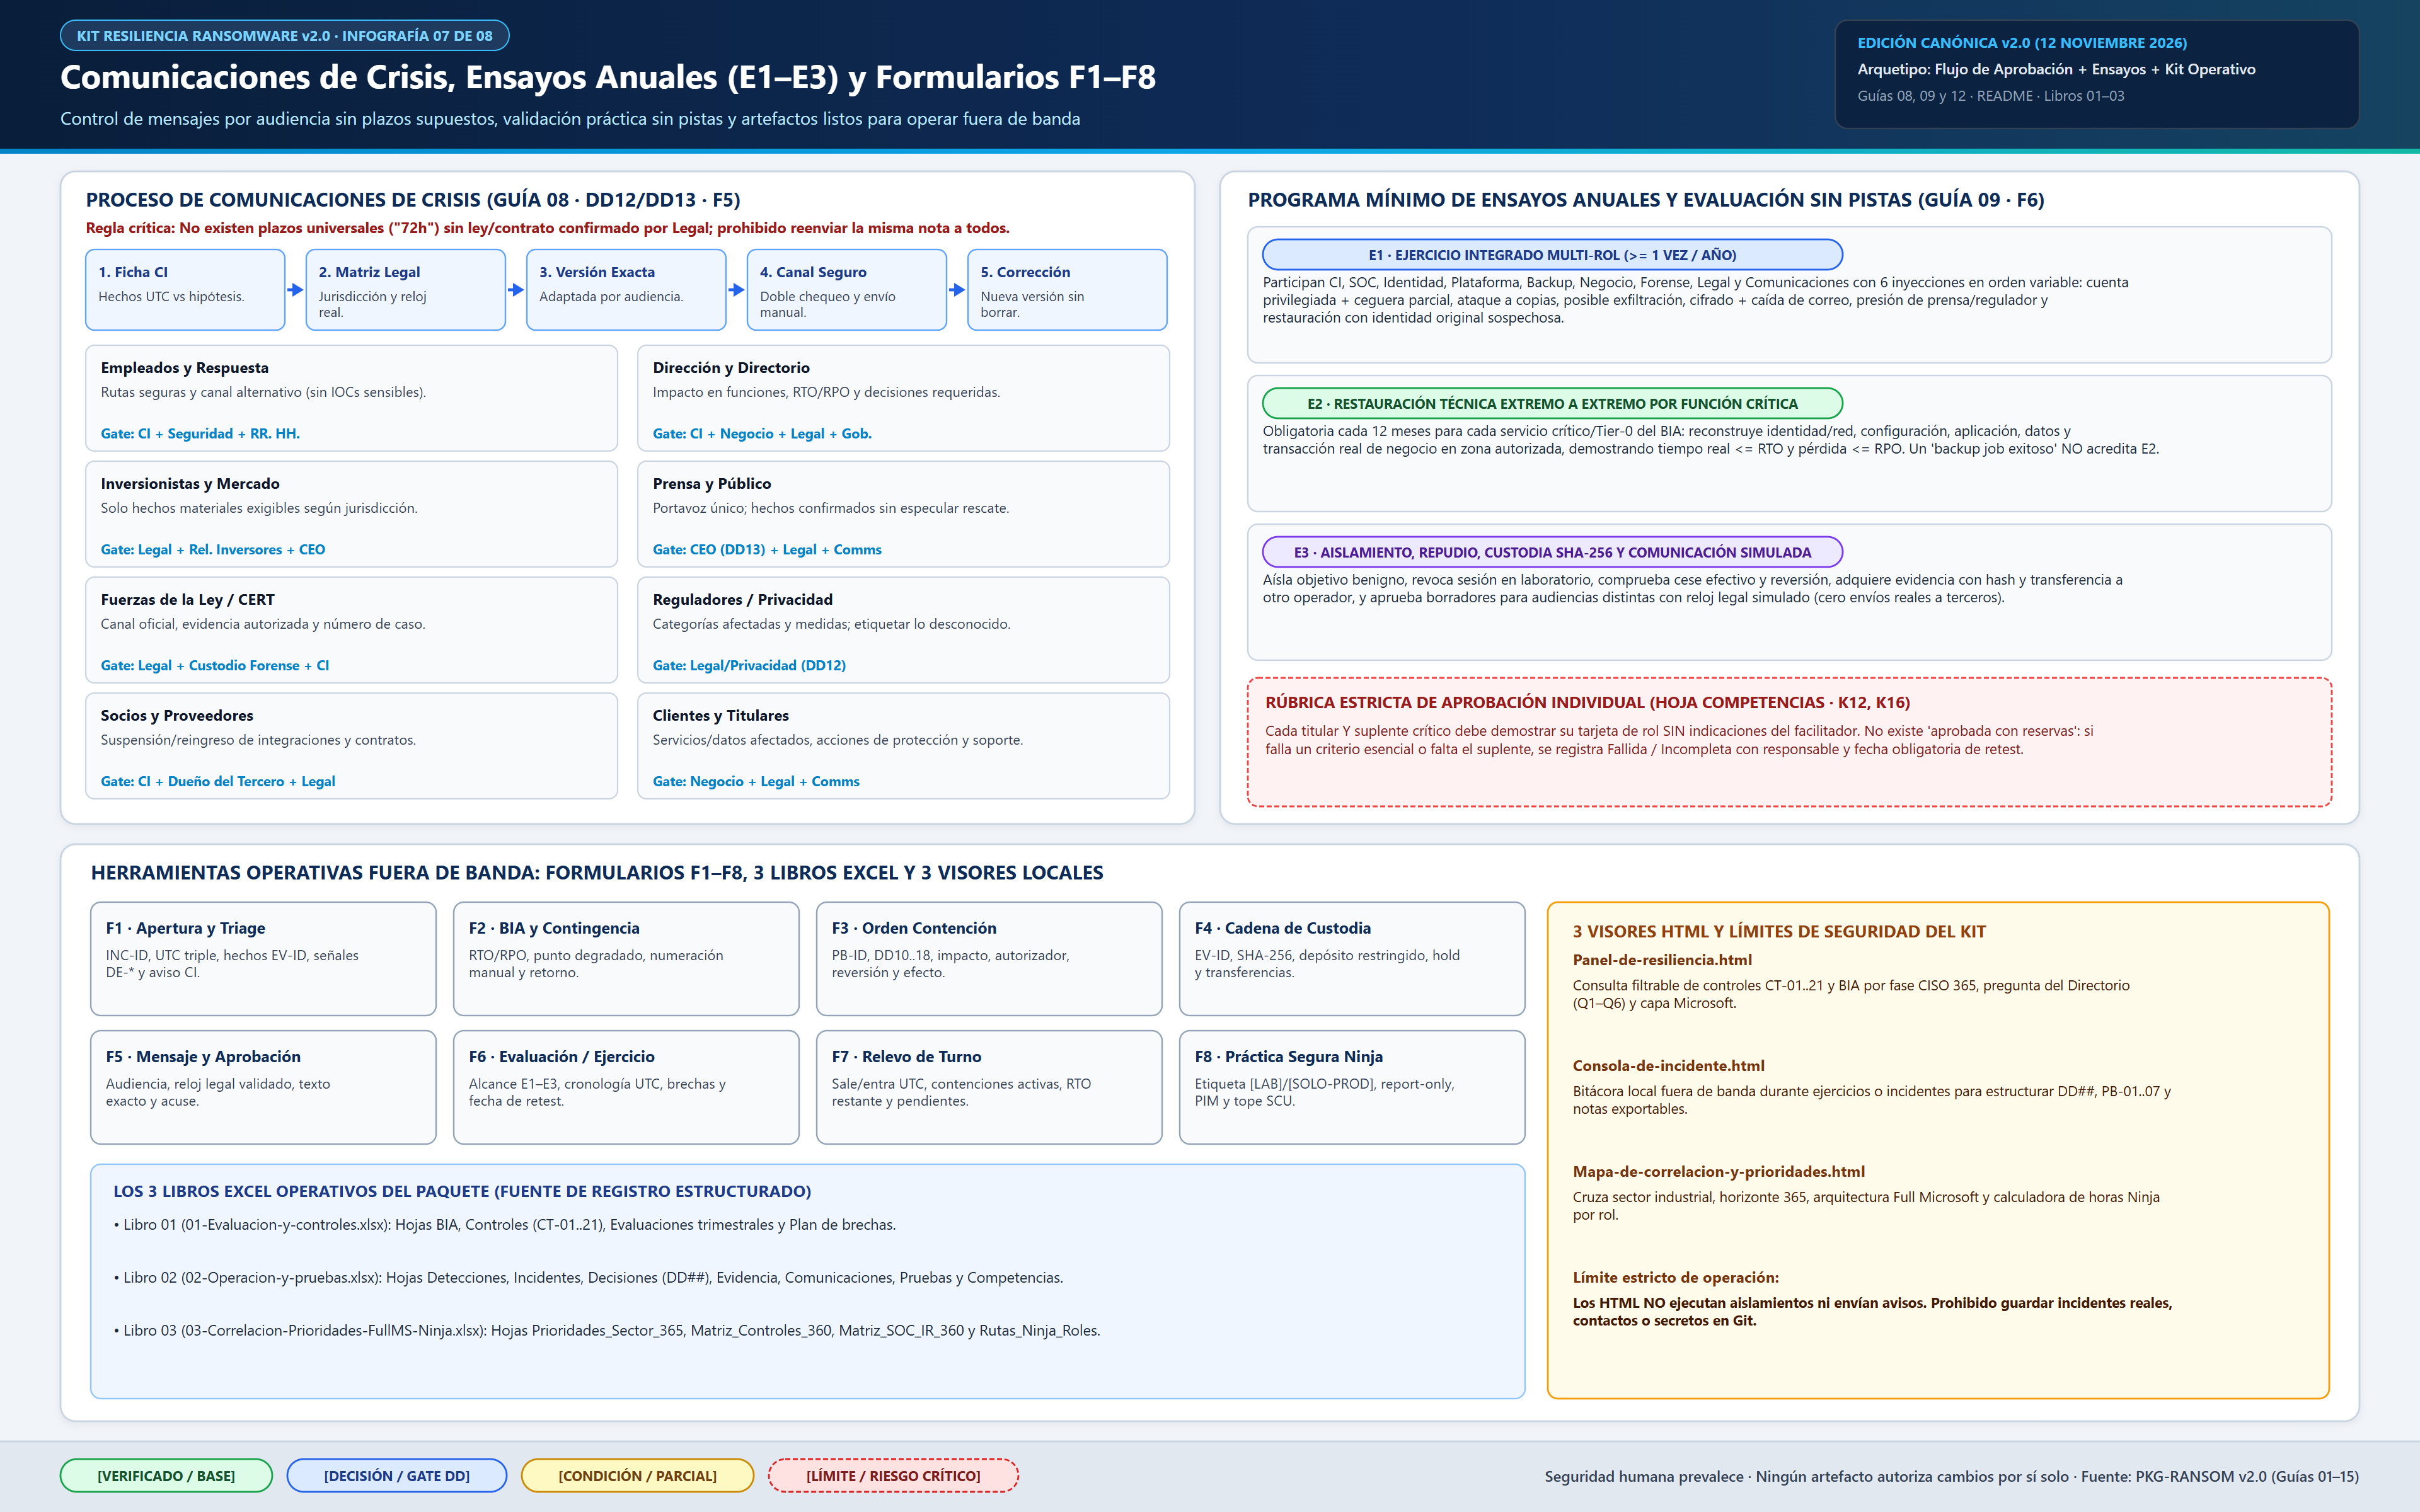 KIT RESILIENCIA RANSOMWARE v2.0 · INFOGRAFÍA 07 DE 08
Comunicaciones de Crisis, Ensayos Anuales (E1–E3) y Formularios F1–F8
Control de mensajes por audiencia sin plazos supuestos, validación práctica sin pistas y artefactos listos para operar fuera de banda
EDICIÓN CANÓNICA v2.0 (12 NOVIEMBRE 2026)
Arquetipo: Flujo de Aprobación + Ensayos + Kit Operativo
Guías 08, 09 y 12 · README · Libros 01–03
PROCESO DE COMUNICACIONES DE CRISIS (GUÍA 08 · DD12/DD13 · F5)
Regla crítica: No existen plazos universales ("72h") sin ley/contrato confirmado por Legal; prohibido reenviar la misma nota a todos.
1. Ficha CI
Hechos UTC vs hipótesis.
2. Matriz Legal
Jurisdicción y reloj
real.
3. Versión Exacta
Adaptada por audiencia.
4. Canal Seguro
Doble chequeo y envío
manual.
5. Corrección
Nueva versión sin
borrar.
Empleados y Respuesta
Rutas seguras y canal alternativo (sin IOCs sensibles).
Gate: CI + Seguridad + RR. HH.
Dirección y Directorio
Impacto en funciones, RTO/RPO y decisiones requeridas.
Gate: CI + Negocio + Legal + Gob.
Inversionistas y Mercado
Solo hechos materiales exigibles según jurisdicción.
Gate: Legal + Rel. Inversores + CEO
Prensa y Público
Portavoz único; hechos confirmados sin especular rescate.
Gate: CEO (DD13) + Legal + Comms
Fuerzas de la Ley / CERT
Canal oficial, evidencia autorizada y número de caso.
Gate: Legal + Custodio Forense + CI
Reguladores / Privacidad
Categorías afectadas y medidas; etiquetar lo desconocido.
Gate: Legal/Privacidad (DD12)
Socios y Proveedores
Suspensión/reingreso de integraciones y contratos.
Gate: CI + Dueño del Tercero + Legal
Clientes y Titulares
Servicios/datos afectados, acciones de protección y soporte.
Gate: Negocio + Legal + Comms
PROGRAMA MÍNIMO DE ENSAYOS ANUALES Y EVALUACIÓN SIN PISTAS (GUÍA 09 · F6)
E1 · EJERCICIO INTEGRADO MULTI-ROL (>= 1 VEZ / AÑO)
Participan CI, SOC, Identidad, Plataforma, Backup, Negocio, Forense, Legal y Comunicaciones con 6 inyecciones en orden variable: cuenta
privilegiada + ceguera parcial, ataque a copias, posible exfiltración, cifrado + caída de correo, presión de prensa/regulador y
restauración con identidad original sospechosa.
E2 · RESTAURACIÓN TÉCNICA EXTREMO A EXTREMO POR FUNCIÓN CRÍTICA
Obligatoria cada 12 meses para cada servicio crítico/Tier-0 del BIA: reconstruye identidad/red, configuración, aplicación, datos y
transacción real de negocio en zona autorizada, demostrando tiempo real <= RTO y pérdida <= RPO. Un 'backup job exitoso' NO acredita E2.
E3 · AISLAMIENTO, REPUDIO, CUSTODIA SHA-256 Y COMUNICACIÓN SIMULADA
Aísla objetivo benigno, revoca sesión en laboratorio, comprueba cese efectivo y reversión, adquiere evidencia con hash y transferencia a
otro operador, y aprueba borradores para audiencias distintas con reloj legal simulado (cero envíos reales a terceros).
RÚBRICA ESTRICTA DE APROBACIÓN INDIVIDUAL (HOJA COMPETENCIAS · K12, K16)
Cada titular Y suplente crítico debe demostrar su tarjeta de rol SIN indicaciones del facilitador. No existe 'aprobada con reservas': si
falla un criterio esencial o falta el suplente, se registra Fallida / Incompleta con responsable y fecha obligatoria de retest.
HERRAMIENTAS OPERATIVAS FUERA DE BANDA: FORMULARIOS F1–F8, 3 LIBROS EXCEL Y 3 VISORES LOCALES
F1 · Apertura y Triage
INC-ID, UTC triple, hechos EV-ID, señales
DE-* y aviso CI.
F2 · BIA y Contingencia
RTO/RPO, punto degradado, numeración
manual y retorno.
F3 · Orden Contención
PB-ID, DD10..18, impacto, autorizador,
reversión y efecto.
F4 · Cadena de Custodia
EV-ID, SHA-256, depósito restringido, hold
y transferencias.
F5 · Mensaje y Aprobación
Audiencia, reloj legal validado, texto
exacto y acuse.
F6 · Evaluación / Ejercicio
Alcance E1–E3, cronología UTC, brechas y
fecha de retest.
F7 · Relevo de Turno
Sale/entra UTC, contenciones activas, RTO
restante y pendientes.
F8 · Práctica Segura Ninja
Etiqueta [LAB]/[SOLO-PROD], report-only,
PIM y tope SCU.
LOS 3 LIBROS EXCEL OPERATIVOS DEL PAQUETE (FUENTE DE REGISTRO ESTRUCTURADO)
• Libro 01 (01-Evaluacion-y-controles.xlsx): Hojas BIA, Controles (CT-01..21), Evaluaciones trimestrales y Plan de brechas.
• Libro 02 (02-Operacion-y-pruebas.xlsx): Hojas Detecciones, Incidentes, Decisiones (DD##), Evidencia, Comunicaciones, Pruebas y Competencias.
• Libro 03 (03-Correlacion-Prioridades-FullMS-Ninja.xlsx): Hojas Prioridades_Sector_365, Matriz_Controles_360, Matriz_SOC_IR_360 y Rutas_Ninja_Roles.
3 VISORES HTML Y LÍMITES DE SEGURIDAD DEL KIT
Panel-de-resiliencia.html
Consulta filtrable de controles CT-01..21 y BIA por fase CISO 365, pregunta del Directorio
(Q1–Q6) y capa Microsoft.
Consola-de-incidente.html
Bitácora local fuera de banda durante ejercicios o incidentes para estructurar DD##, PB-01..07 y
notas exportables.
Mapa-de-correlacion-y-prioridades.html
Cruza sector industrial, horizonte 365, arquitectura Full Microsoft y calculadora de horas Ninja
por rol.
Límite estricto de operación:
Los HTML NO ejecutan aislamientos ni envían avisos. Prohibido guardar incidentes reales,
contactos o secretos en Git.
[VERIFICADO / BASE]
[DECISIÓN / GATE DD]
[CONDICIÓN / PARCIAL]
[LÍMITE / RIESGO CRÍTICO]
Seguridad humana prevalece · Ningún artefacto autoriza cambios por sí solo · Fuente: PKG-RANSOM v2.0 (Guías 01–15)